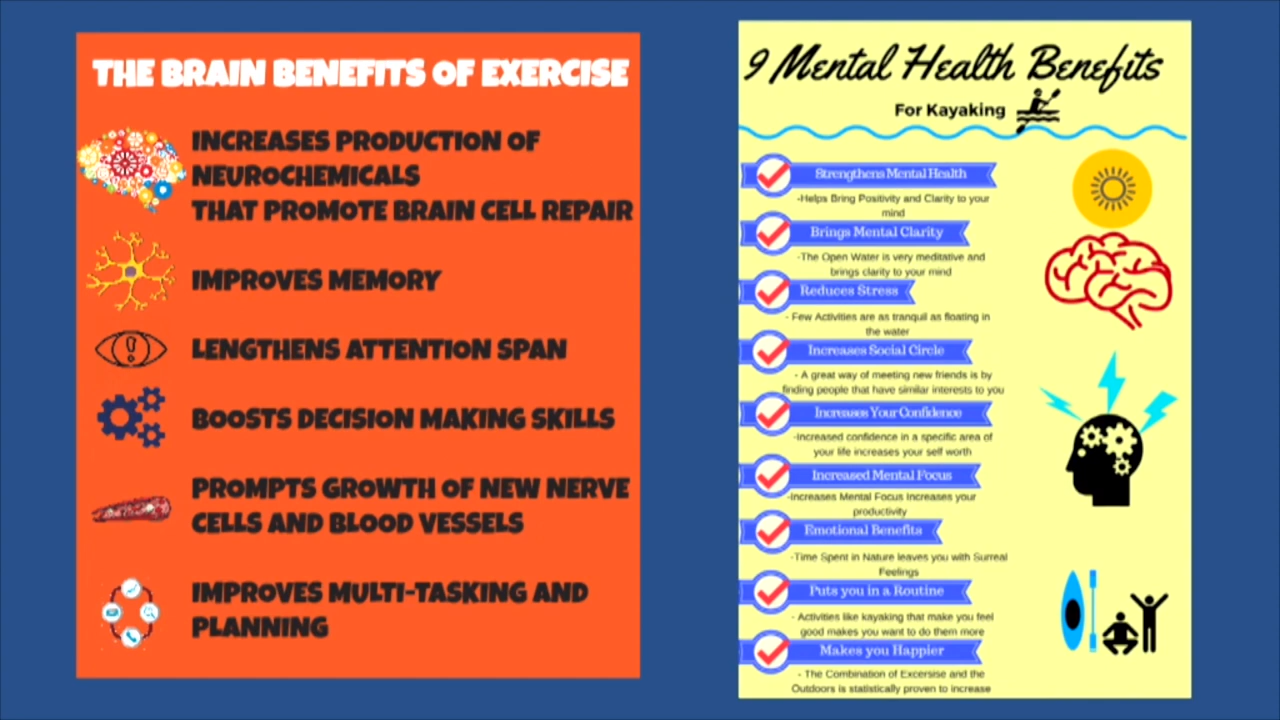 THE BRAIN BENEFITS OF EXERCISE
INCREASES PRODUCTION OF
NEUROCHEMICALS
THAT PROMOTE BRAIN CELL REPAIR
IMPROVES MEMORY
LENGTHENS ATTENTION SPAN
BOOSTS DECISION MAKING SKILLS
PROMPTS GROWTH OF NEW NERVE
CELLS AND BLOOD VESSELS
IMPROVES MULTI-TASKING AND
PLANNING
9 Mental Health Benefits
For Kayaking
Strengthens Mental Health
-Helps Bring Positivity and Clarity to your
mind
Brings Mental Clarity
-The Open Water is very meditative and
brings clarity to your mind
Reduces Stress
- Few Activities are as tranquil as floating in
the water
Increases Social Circle
- A great way of meeting new friends is by
finding people that have similar interests to you
Increases Your Confidence
-Increased confidence in a specific area of
your life increases your self worth
Increased Mental Focus
-Increases Mental Focus Increases your
productivity
Emotional Benefits
-Time Spent in Nature leaves you with Surreal
Feelings
Puts you in a Routine
- Activities like kayaking that make you feel
good makes you want to do them more
Makes you Happier
- The Combination of Excersise and the
Outdoors is statistically proven to increase